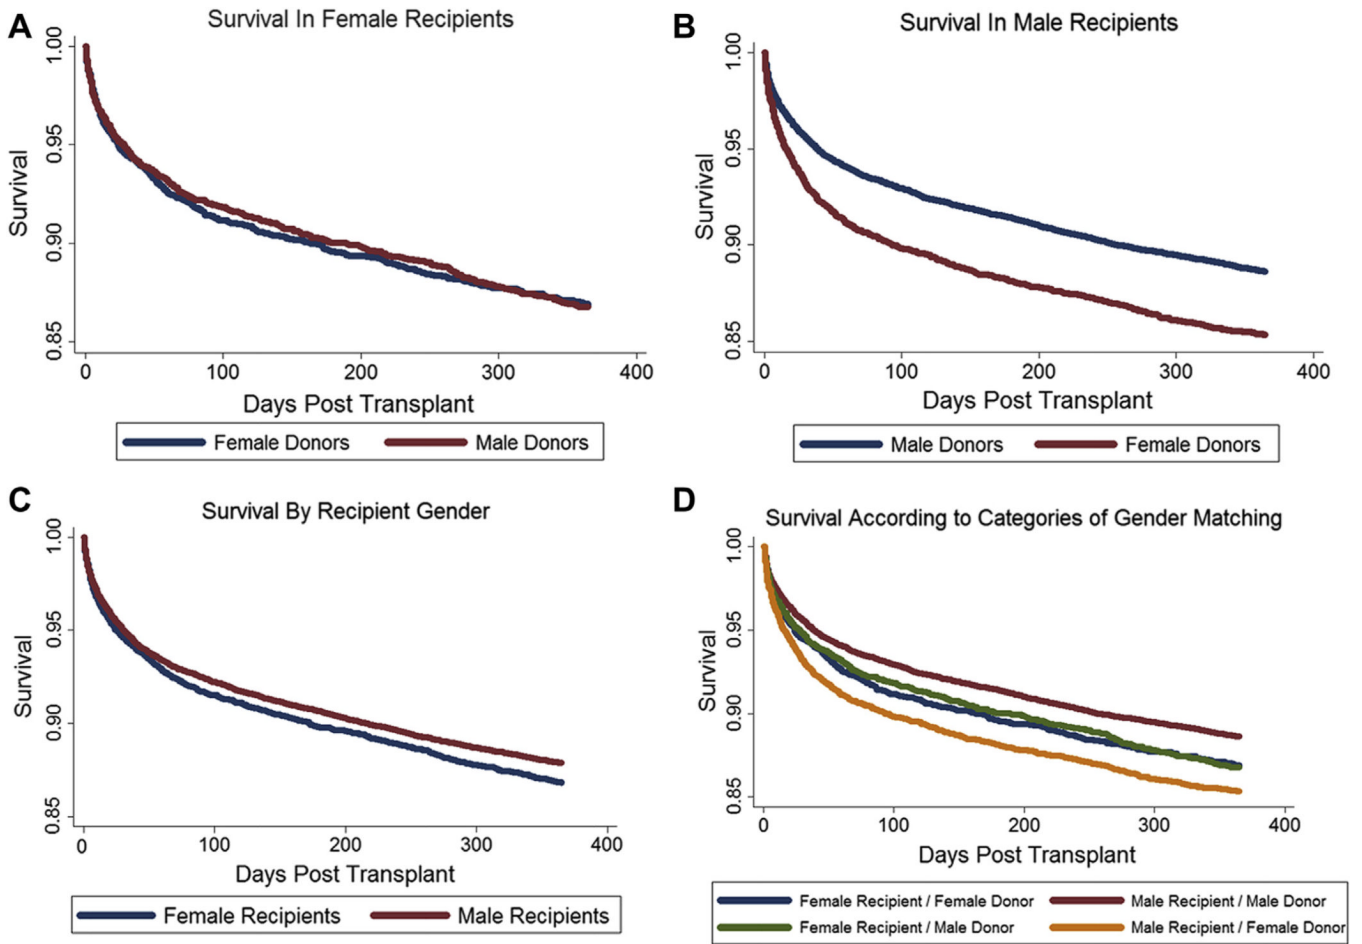 A
Survival In Female Recipients
1.00
0.95
0.90
0.85
Survival
0 100 200 300 400
Days Post Transplant
Female Donors Male Donors
B
Survival In Male Recipients
1.00
0.95
0.90
0.85
Survival
0 100 200 300 400
Days Post Transplant
Male Donors Female Donors
C
Survival By Recipient Gender
1.00
0.95
0.90
0.85
Survival
0 100 200 300 400
Days Post Transplant
Female Recipients Male Recipients
D
Survival According to Categories of Gender Matching
1.00
0.95
0.90
0.85
Survival
0 100 200 300 400
Days Post Transplant
Female Recipient / Female Donor Male Recipient / Male Donor
Female Recipient / Male Donor Male Recipient / Female Donor